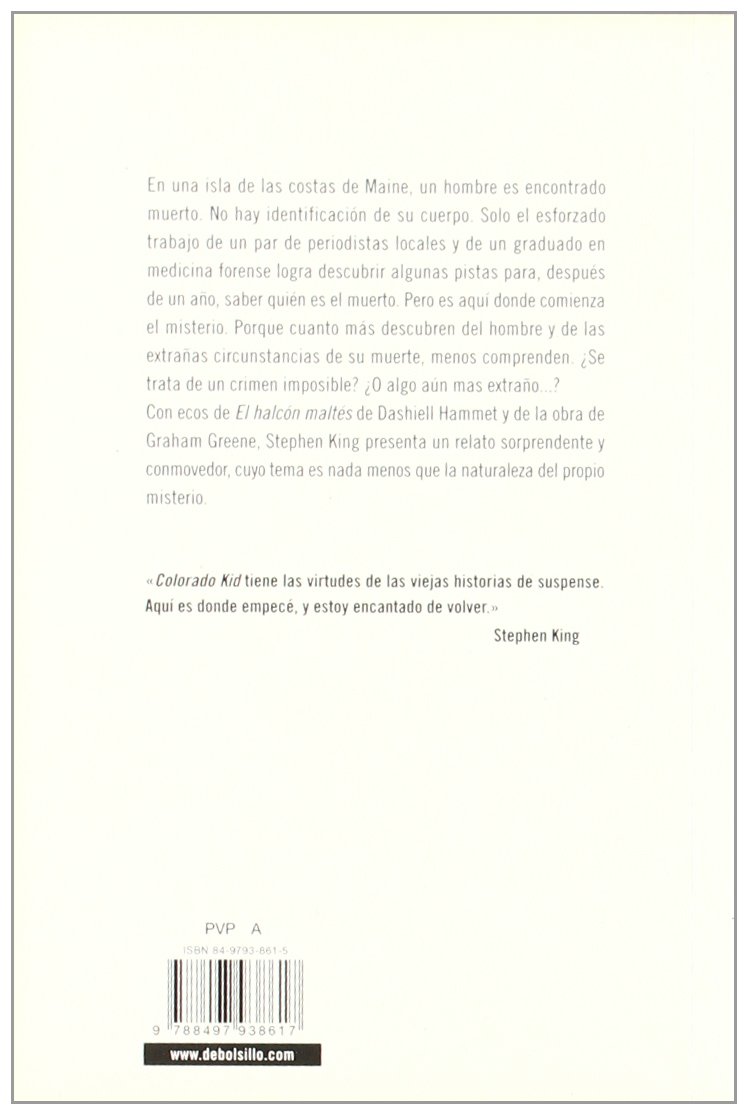 En una isla de las costas de Maine, un hombre es encontrado
muerto. No hay identificación de su cuerpo. Solo el esforzado
trabajo de un par de periodistas locales y de un graduado en
medicina forense logra descubrir algunas pistas para, después
de un año, saber quién es el muerto. Pero es aquí donde comienza
el misterio. Porque cuanto más descubren del hombre y de las
extrañas circunstancias de su muerte, menos comprenden. ¿Se
trata de un crimen imposible? ¿O algo aún mas extraño...?
Con ecos de El halcón maltés de Dashiell Hammet y de la obra de
Graham Greene, Stephen King presenta un relato sorprendente y
conmovedor, cuyo tema es nada menos que la naturaleza del propio
misterio.
«Colorado Kid tiene las virtudes de las viejas historias de suspense.
Aquí es donde empecé, y estoy encantado de volver.»
Stephen King
PVP A
ISBN 84-9793-861-5
9 788497 938617
www.debolsillo.com